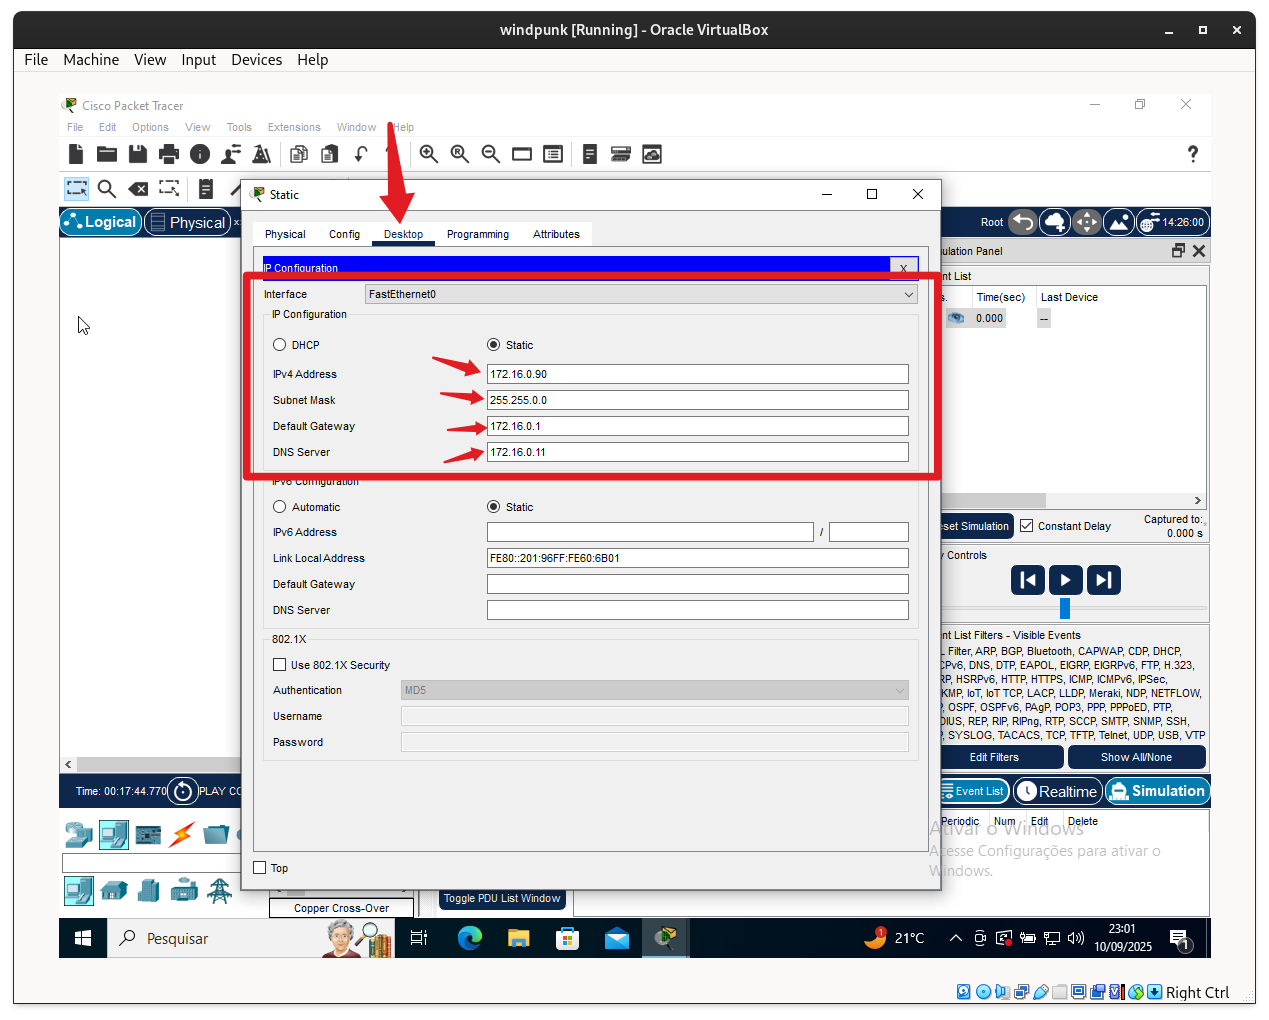 windpunk [Running] - Oracle VirtualBox
File Machine View Input Devices Help
Cisco Packet Tracer
File Edit Options View Tools Extensions Window Help
?
Static
Logical Physical x Root 14:26:00
Physical Config Desktop Programming Attributes
ulation Panel
IP Configuration X
nt List
Interface FastEthernet0
s. Time(sec) Last Device
IP Configuration
0.000 --
DHCP Static
IPv4 Address 172.16.0.90
Subnet Mask 255.255.0.0
Default Gateway 172.16.0.1
DNS Server 172.16.0.11
IPv6 Configuration
Automatic Static
IPv6 Address /
Link Local Address FE80::201:96FF:FE60:6B01
Default Gateway
DNS Server
802.1X
Use 802.1X Security
Authentication MD5
Username
Password
Top
eset Simulation Constant Delay Captured to:
0.000 s
y Controls
nt List Filters - Visible Events
L Filter, ARP, BGP, Bluetooth, CAPWAP, CDP, DHCP,
CPv6, DNS, DTP, EAPOL, EIGRP, EIGRPv6, FTP, H.323,
RP, HSRPv6, HTTP, HTTPS, ICMP, ICMPv6, IPSec,
KMP, IoT, IoT TCP, LACP, LLDP, Meraki, NDP, NETFLOW,
P, OSPF, OSPFv6, PAgP, POP3, PPP, PPPoED, PTP,
DIUS, REP, RIP, RIPng, RTP, SCCP, SMTP, SNMP, SSH,
P, SYSLOG, TACACS, TCP, TFTP, Telnet, UDP, USB, VTP
Edit Filters Show All/None
Time: 00:17:44.770 PLAY CO
Event List Realtime Simulation
Periodic Num Edit Delete
Ativar o Windows
Acesse Configurações para ativar o
Windows.
Toggle PDU List Window
Copper Cross-Over
Pesquisar
1
21°C
23:01
10/09/2025
1
Right Ctrl